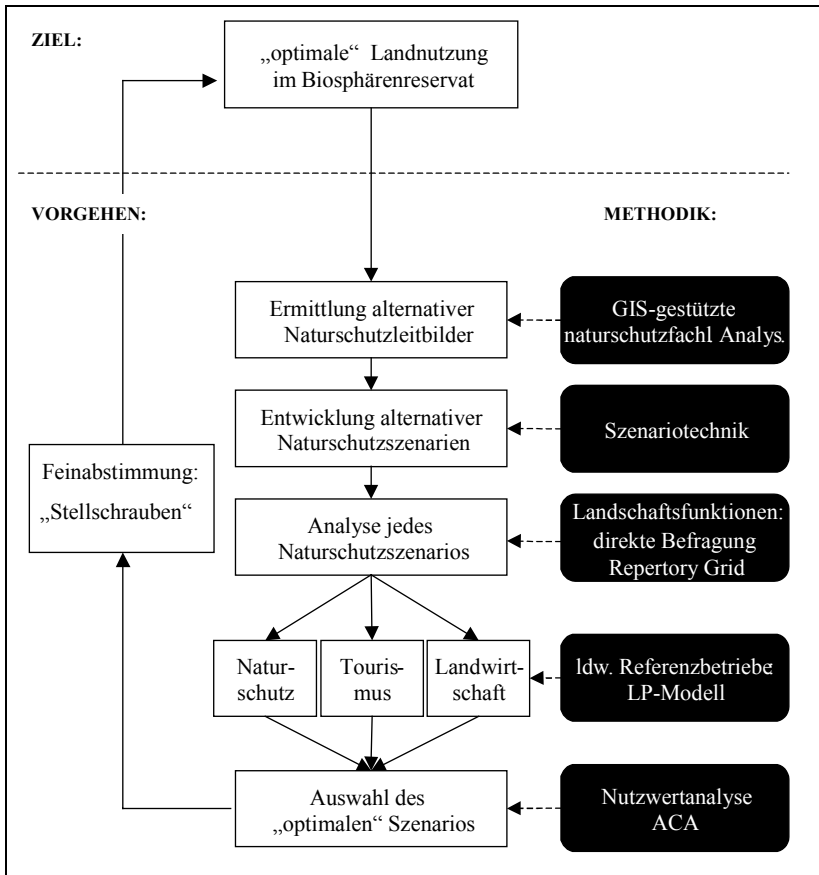 ZIEL:
„optimale“ Landnutzung
im Biosphärenreservat
VORGEHEN:
METHODIK:
Ermittlung alternativer
Naturschutzleitbilder
GIS-gestützte
naturschutzfachl Analys.
Entwicklung alternativer
Naturschutzszenarien
Szenariotechnik
Feinabstimmung:
„Stellschrauben“
Analyse jedes
Naturschutzszenarios
Landschaftsfunktionen:
direkte Befragung
Repertory Grid
Natur-
schutz
Touris-
mus
Landwirt-
schaft
ldw. Referenzbetriebe:
LP-Modell
Auswahl des
„optimalen“ Szenarios
Nutzwertanalyse
ACA